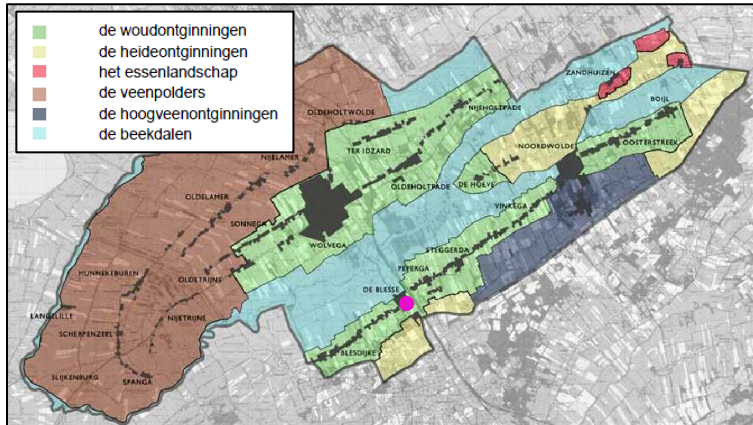 de woudontginningen
de heideontginningen
het essenlandschap
de veenpolders
de hoogveenontginningen
de beekdalen
ZANDHUIZEN
BOIJL
OLDEHOLTWOLDE
NIJEHOLTPADE
OOSTERSTREEK
NOORDWOLDE
TER IDZARD
NIJELAMER
OLDEHOLTPADE
DE HOEVE
OLDELAMER
VINKEGA
SONNEGA
WOLVEGA
STEGGERDA
MUNNEKEBUREN
PEPERGA
OLDETRIJNE
DE BLESSE
LANGELILLE
NIJETRIJNE
SCHERPENZEEL
BLESDIJKE
SLIJKENBURG
SPANGA